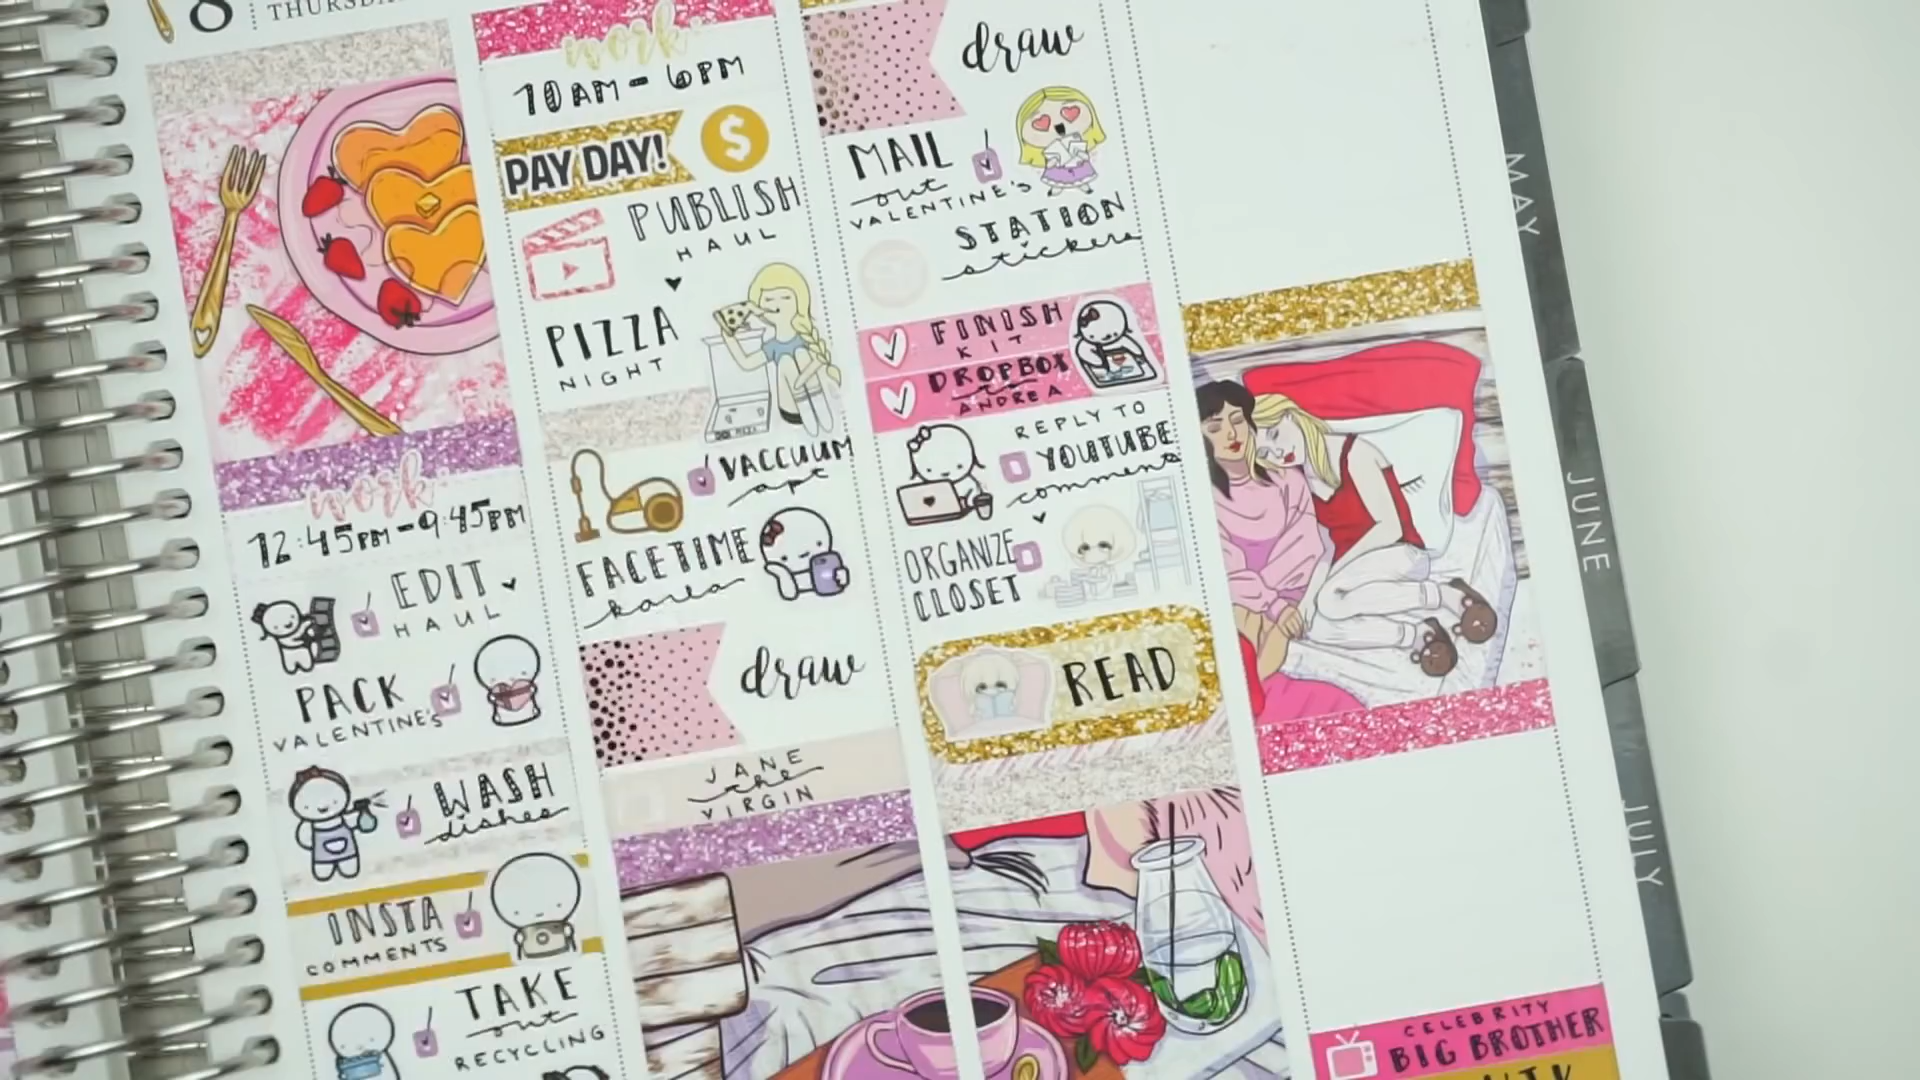 8
THURSDA
work
12:45PM-9:45PM
EDIT
HAUL
PACK
VALENTINE'S
WASH
dishes
INSTA
COMMENTS
TAKE
out
RECYCLING
work
10AM-6PM
PAY DAY!
$
PUBLISH
HAUL
PIZZA
NIGHT
VACCUUM
apt
FACETIME
karla
draw
JANE
the
VIRGIN
draw
MAIL
out
VALENTINE'S
STATION
stickers
FINISH
KIT
DROPBOX
to
ANDREA
REPLY TO
YOUTUBE
comments
ORGANIZE
CLOSET
READ
CELEBRITY
BIG BROTHER
MAY
JUNE
JULY